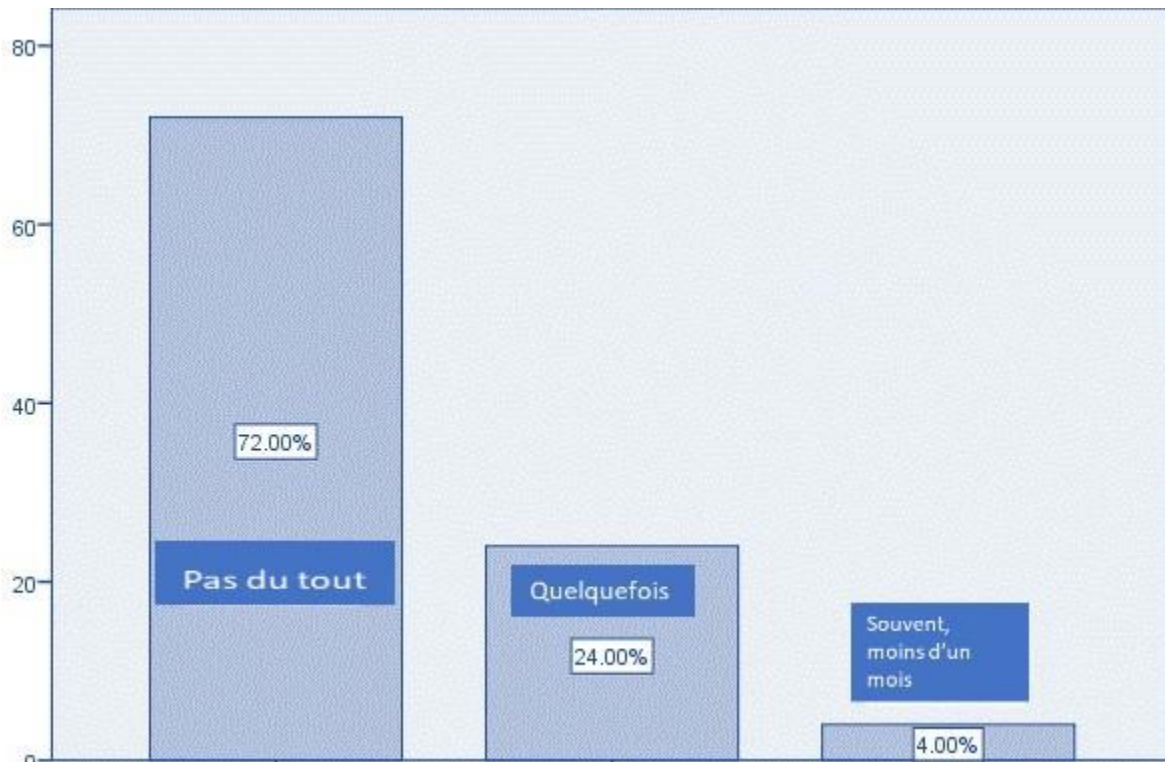 80
60
40
20
0
72.00%
Pas du tout
Quelquefois
24.00%
Souvent,
moins d'un
mois
4.00%